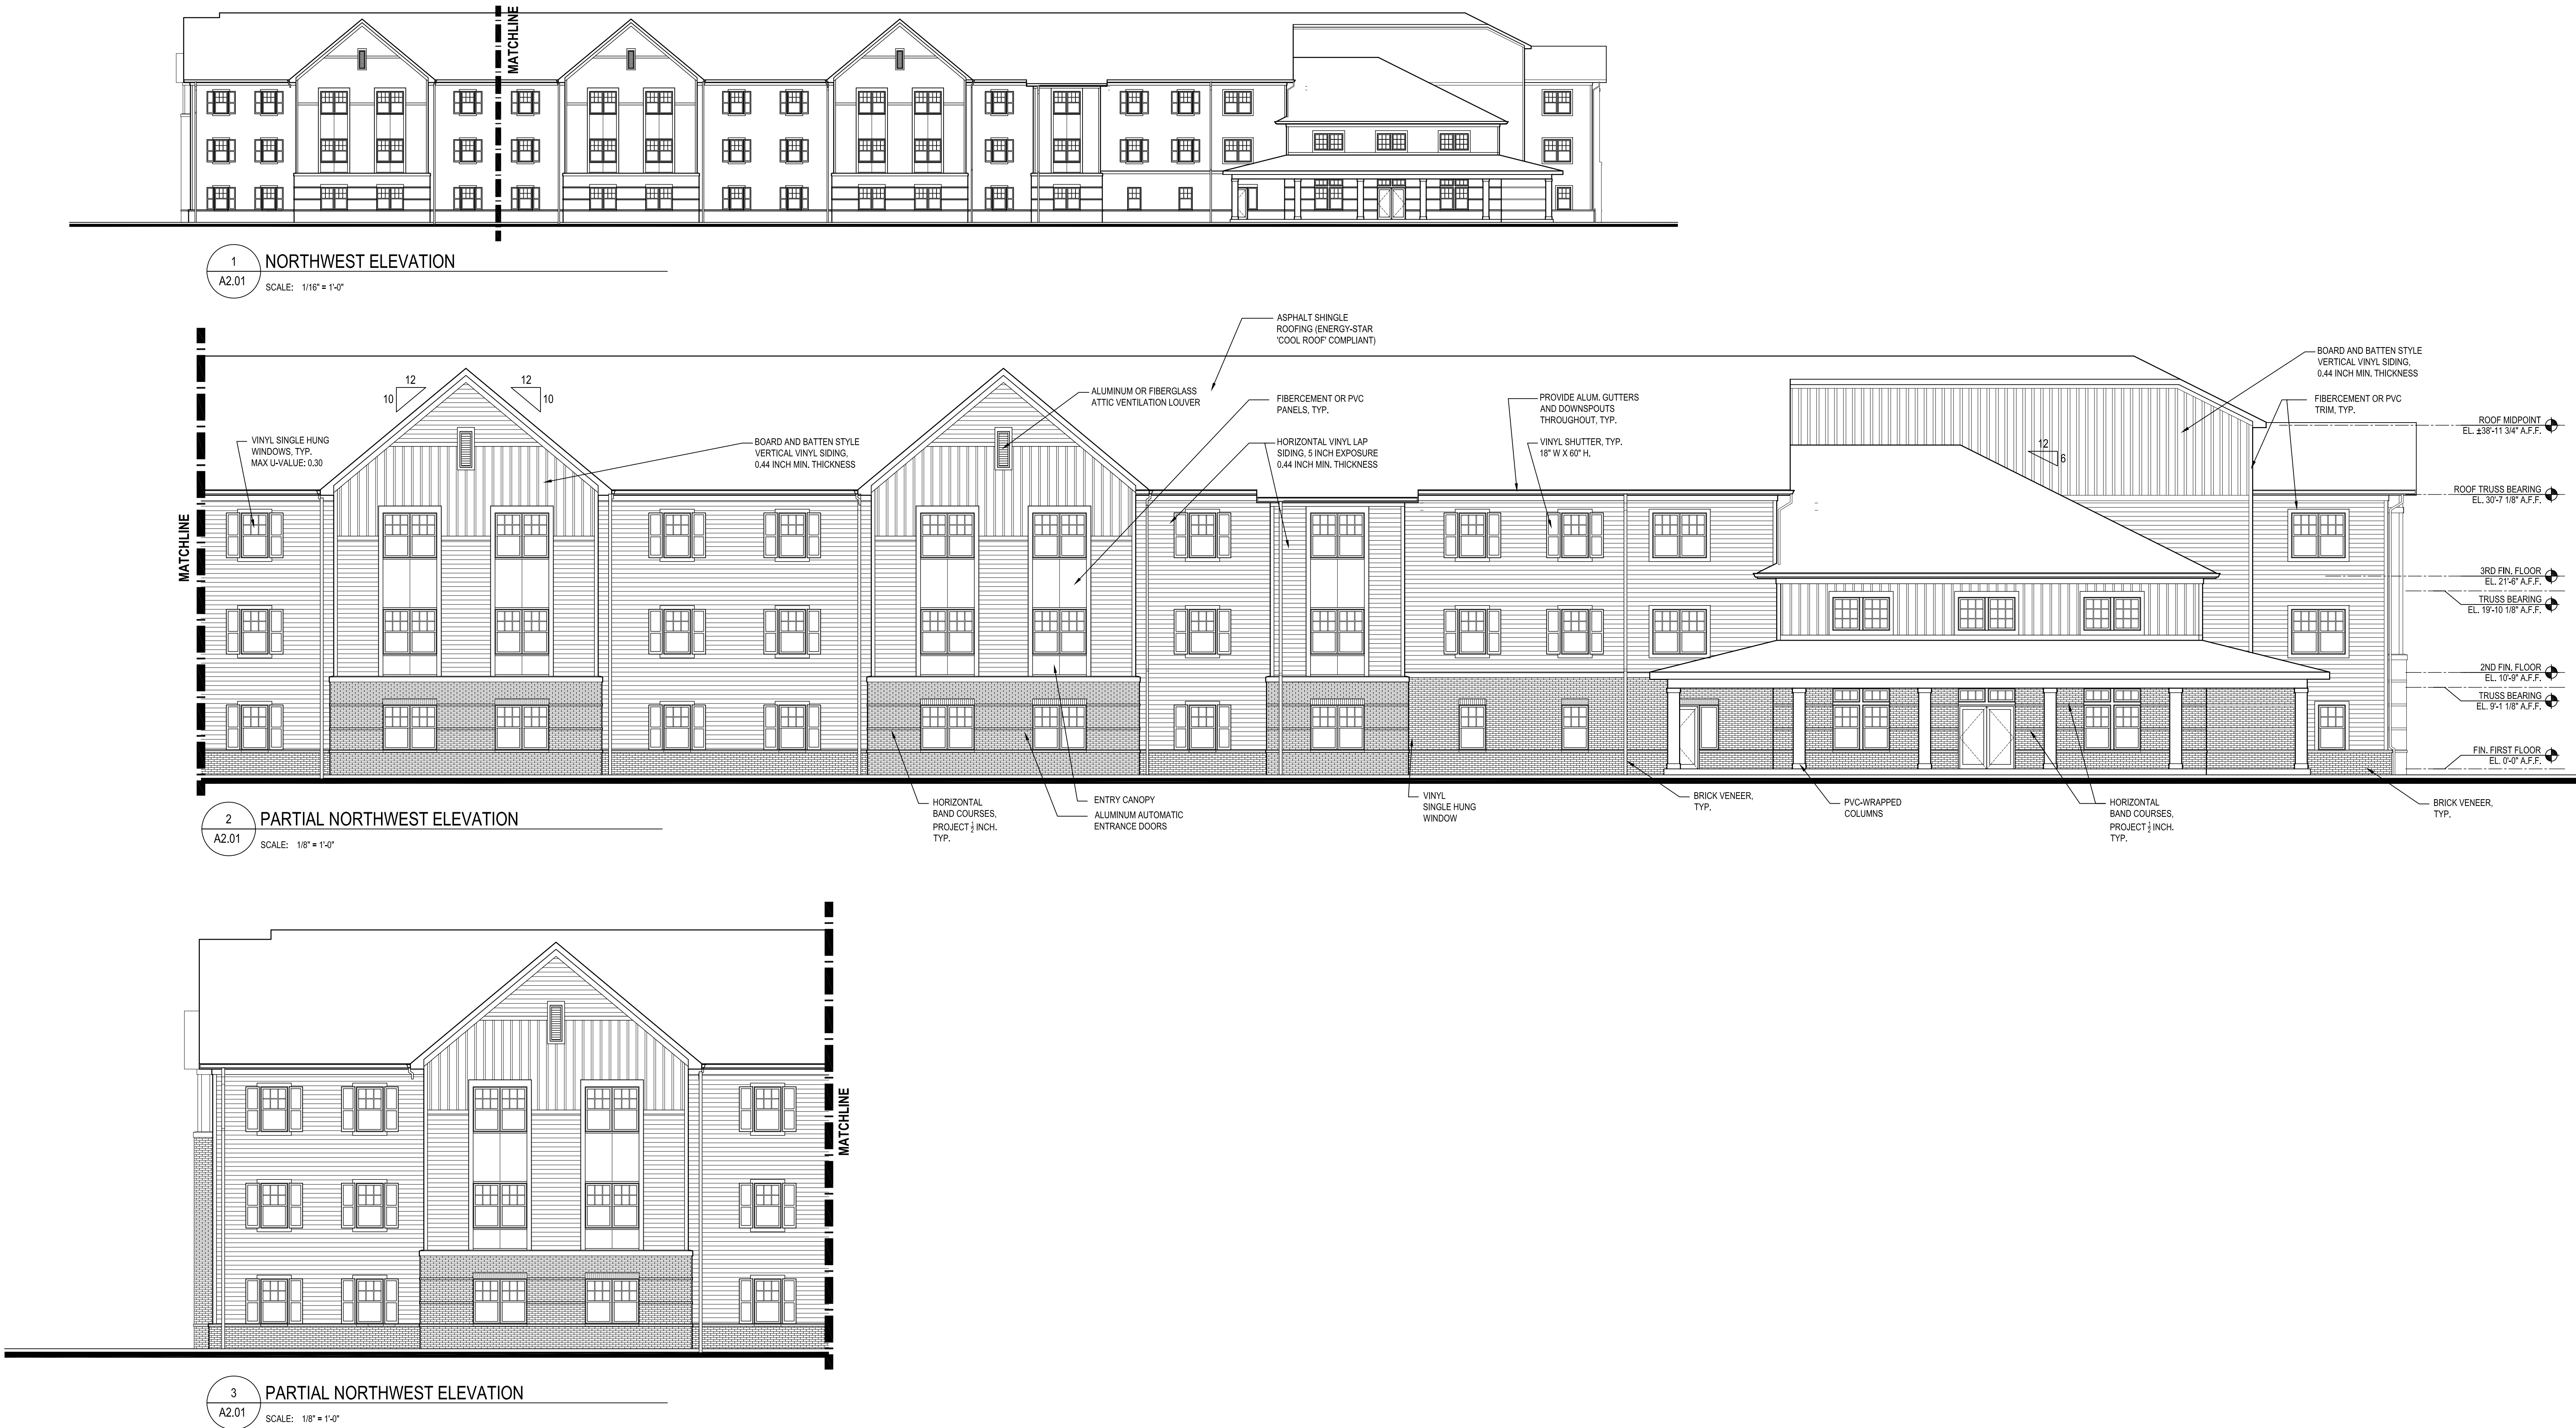 MATCHLINE
1
A2.01
NORTHWEST ELEVATION
SCALE: 1/16" = 1'-0"
ASPHALT SHINGLE
ROOFING (ENERGY-STAR
'COOL ROOF' COMPLIANT)
12
10
12
10
ALUMINUM OR FIBERGLASS
ATTIC VENTILATION LOUVER
FIBERCEMENT OR PVC
PANELS, TYP.
PROVIDE ALUM. GUTTERS
AND DOWNSPOUTS
THROUGHOUT, TYP.
BOARD AND BATTEN STYLE
VERTICAL VINYL SIDING,
0.44 INCH MIN. THICKNESS
FIBERCEMENT OR PVC
TRIM, TYP.
VINYL SINGLE HUNG
WINDOWS, TYP.
MAX U-VALUE: 0.30
BOARD AND BATTEN STYLE
VERTICAL VINYL SIDING,
0.44 INCH MIN. THICKNESS
HORIZONTAL VINYL LAP
SIDING, 5 INCH EXPOSURE
0.44 INCH MIN. THICKNESS
VINYL SHUTTER, TYP.
18" W X 60" H.
12
6
ROOF MIDPOINT
EL. ±38'-11 3/4" A.F.F.
ROOF TRUSS BEARING
EL. 30'-7 1/8" A.F.F.
MATCHLINE
3RD FIN. FLOOR
EL. 21'-6" A.F.F.
TRUSS BEARING
EL. 19'-10 1/8" A.F.F.
2ND FIN. FLOOR
EL. 10'-9" A.F.F.
TRUSS BEARING
EL. 9'-1 1/8" A.F.F.
FIN. FIRST FLOOR
EL. 0'-0" A.F.F.
HORIZONTAL
BAND COURSES,
PROJECT ½ INCH.
TYP.
ENTRY CANOPY
ALUMINUM AUTOMATIC
ENTRANCE DOORS
VINYL
SINGLE HUNG
WINDOW
BRICK VENEER,
TYP.
PVC-WRAPPED
COLUMNS
HORIZONTAL
BAND COURSES,
PROJECT ½ INCH.
TYP.
BRICK VENEER,
TYP.
2
A2.01
PARTIAL NORTHWEST ELEVATION
SCALE: 1/8" = 1'-0"
MATCHLINE
3
A2.01
PARTIAL NORTHWEST ELEVATION
SCALE: 1/8" = 1'-0"